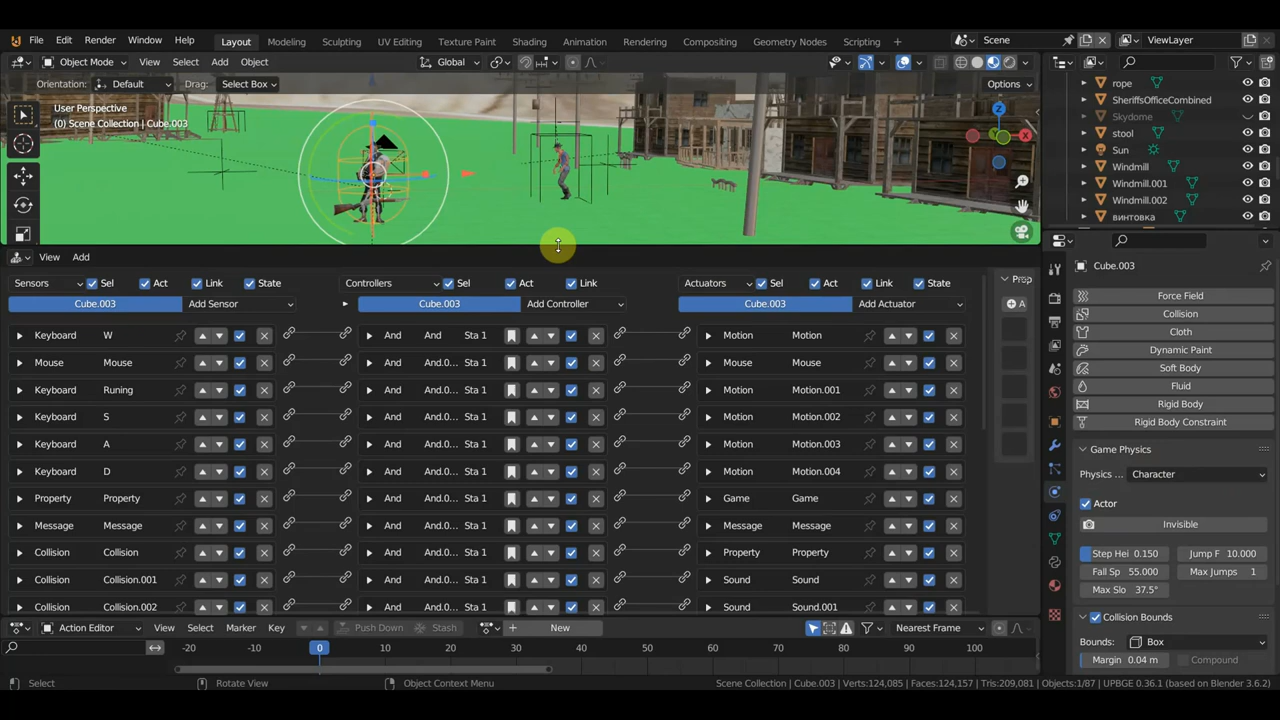 File Edit Render Window Help Layout Modeling Sculpting UV Editing Texture Paint Shading Animation Rendering Compositing Geometry Nodes Scripting + Scene ViewLayer
Object Mode View Select Add Object Global
Orientation: Default Drag: Select Box Options
User Perspective
(0) Scene Collection | Cube.003
Z
X
rope
SheriffsOfficeCombined
Skydome
stool
Sun
Windmill
Windmill.001
Windmill.002
винтовка
View Add
Sensors Sel Act Link State Controllers Sel Act Link Actuators Sel Act Link State Prop
Cube.003 Add Sensor Cube.003 Add Controller Cube.003 Add Actuator A
Keyboard W And And Sta 1 Motion Motion
Mouse Mouse And And.0... Sta 1 Mouse Mouse
Keyboard Runing And And.0... Sta 1 Motion Motion.001
Keyboard S And And.0... Sta 1 Motion Motion.002
Keyboard A And And.0... Sta 1 Motion Motion.003
Keyboard D And And.0... Sta 1 Motion Motion.004
Property Property And And.0... Sta 1 Game Game
Message Message And And.0... Sta 1 Message Message
Collision Collision And And.0... Sta 1 Property Property
Collision Collision.001 And And.0... Sta 1 Sound Sound
Collision Collision.002 And And.0... Sta 1 Sound Sound.001
Cube.003
Force Field
Collision
Cloth
Dynamic Paint
Soft Body
Fluid
Rigid Body
Rigid Body Constraint
Game Physics
Physics ... Character
Actor
Invisible
Step Hei 0.150 Jump F 10.000
Fall Sp 55.000 Max Jumps 1
Max Slo 37.5°
Collision Bounds
Bounds: Box
Margin 0.04 m Compound
Action Editor View Select Marker Key Push Down Stash + New Nearest Frame
-20 -10 0 10 20 30 40 50 60 70 80 90 100
Select Rotate View Object Context Menu Scene Collection | Cube.003 | Verts:124,085 | Faces:124,157 | Tris:209,081 | Objects:1/87 | UPBGE 0.36.1 (based on Blender 3.6.2)